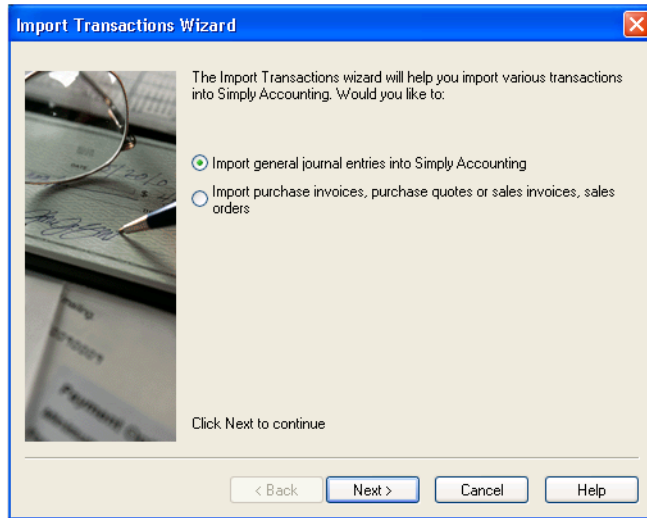 Import Transactions Wizard
The Import Transactions wizard will help you import various transactions
into Simply Accounting. Would you like to:
Import general journal entries into Simply Accounting
Import purchase invoices, purchase quotes or sales invoices, sales
orders
Click Next to continue
< Back Next > Cancel Help